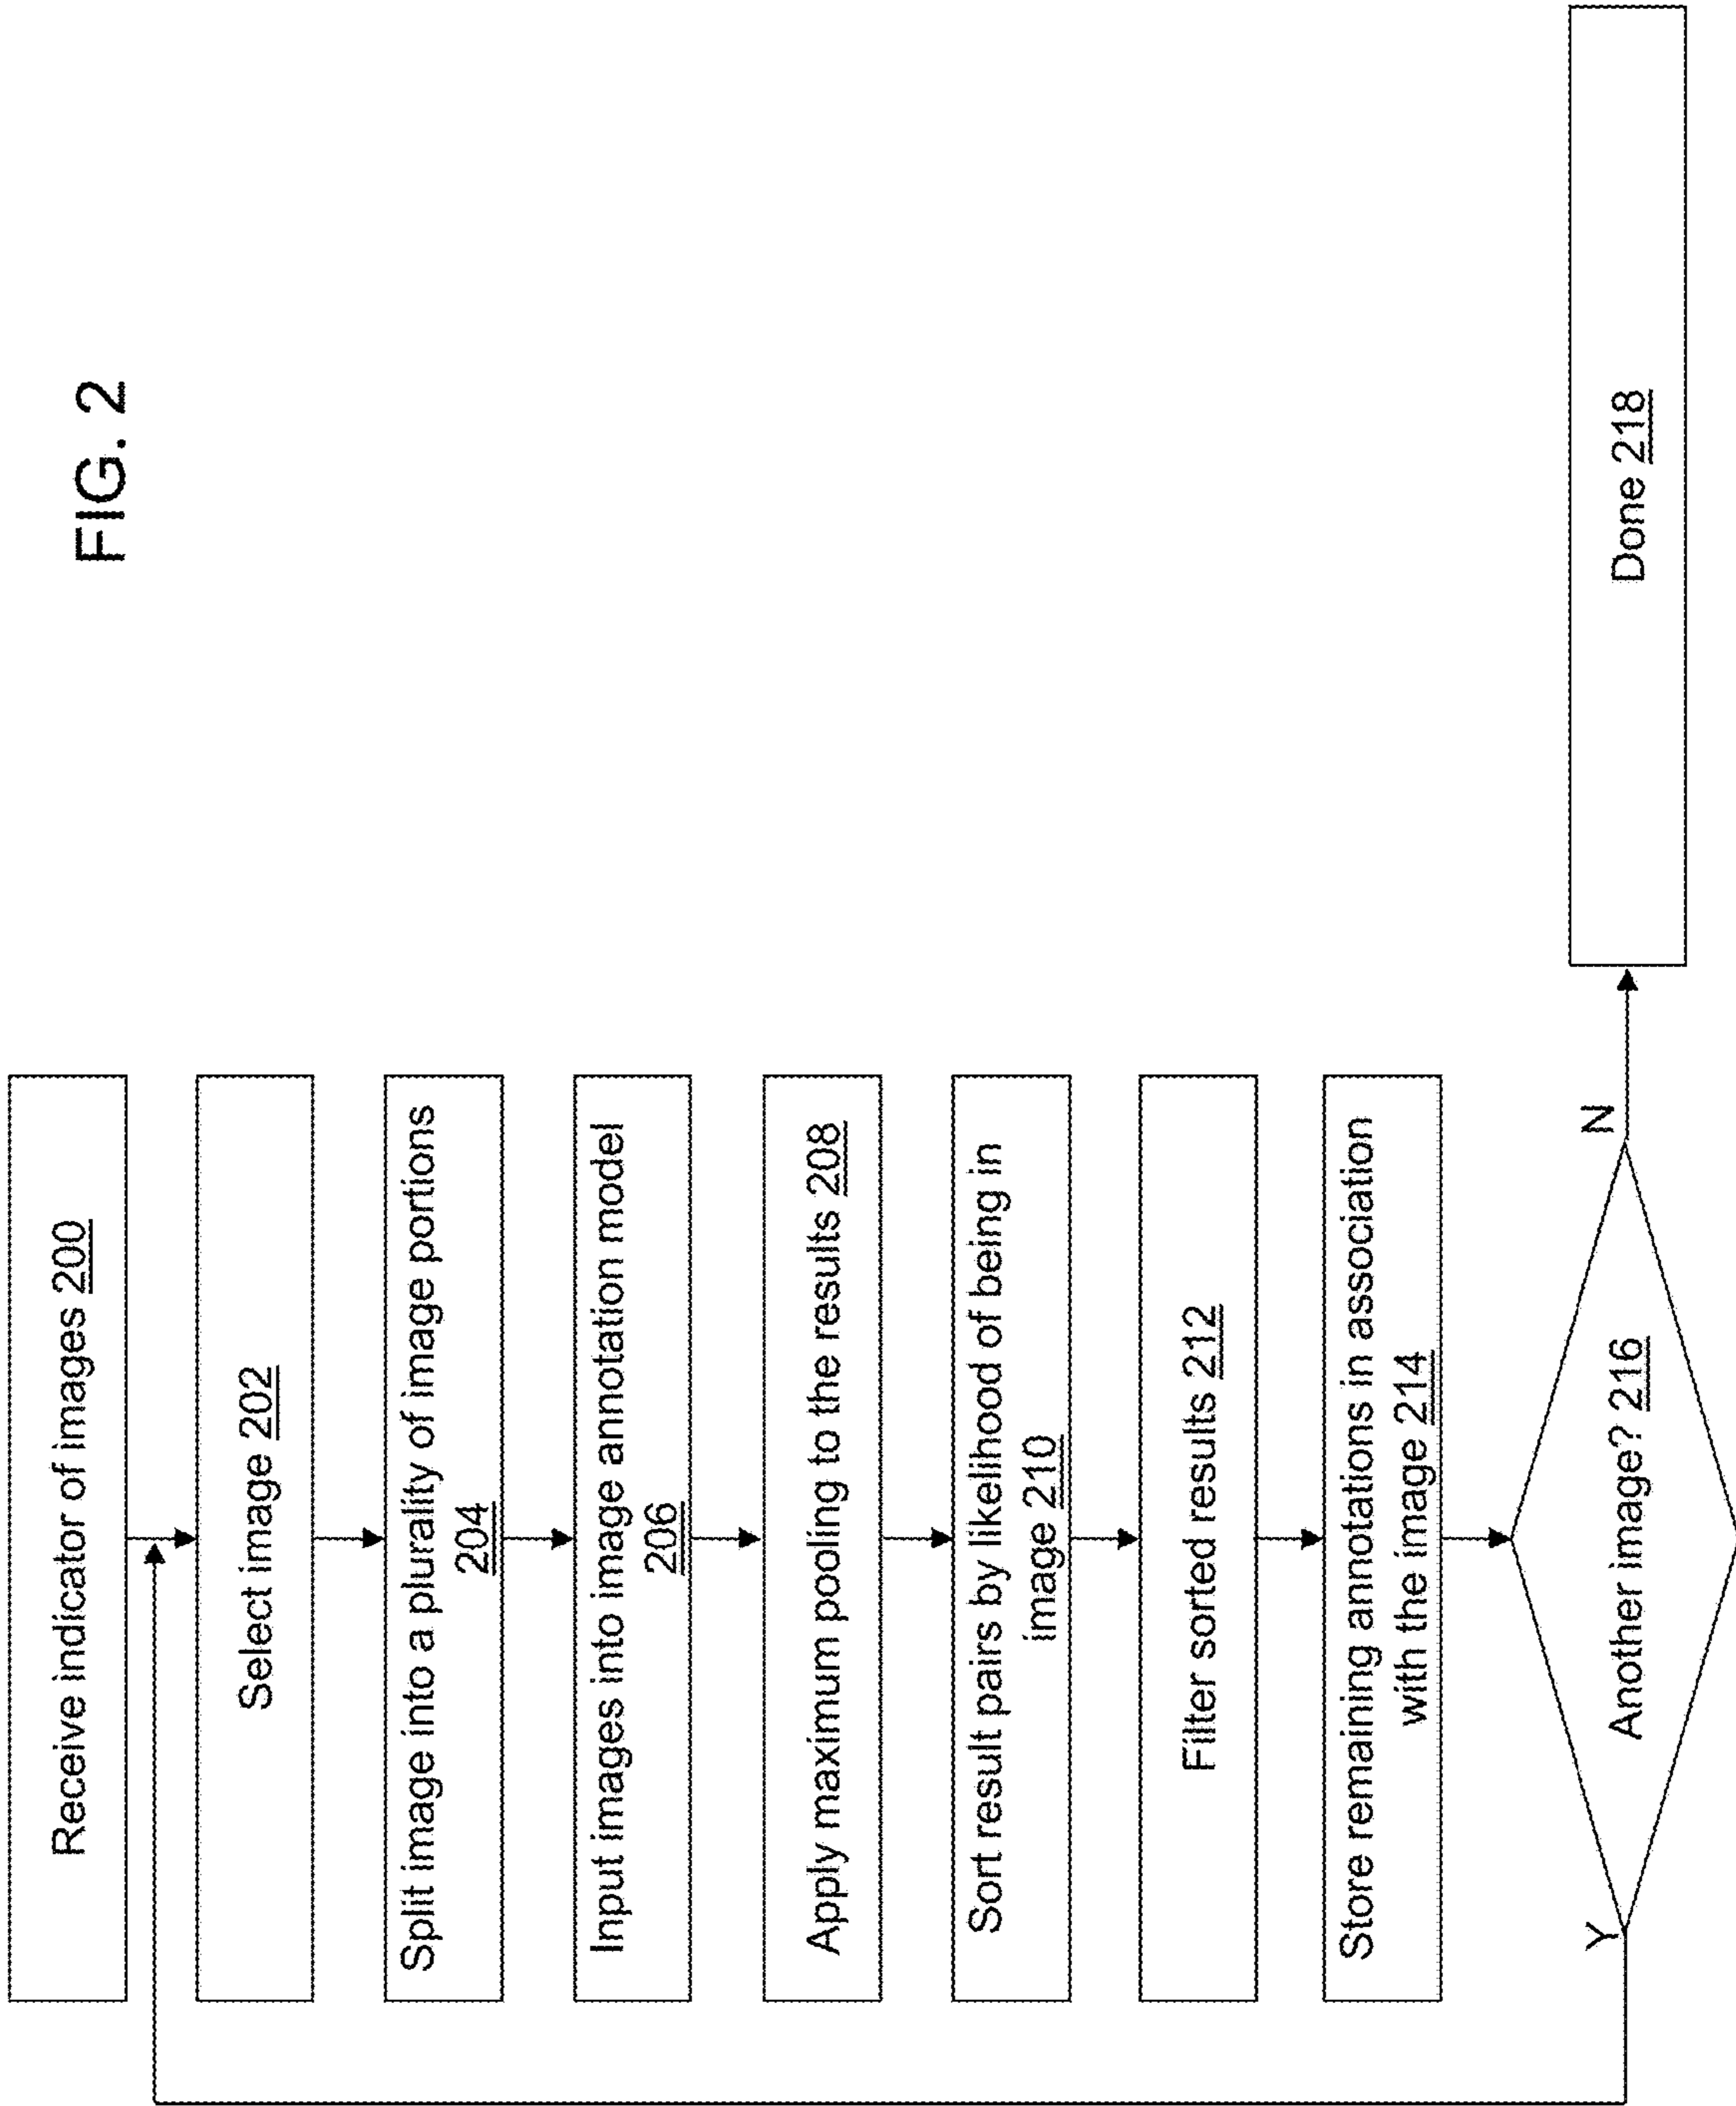 FIG. 2
Receive indicator of images 200
Select image 202
Split image into a plurality of image portions
204
Input images into image annotation model
206
Apply maximum pooling to the results 208
Sort result pairs by likelihood of being in
image 210
Filter sorted results 212
Store remaining annotations in association
with the image 214
Another image? 216
Y
N
Done 218